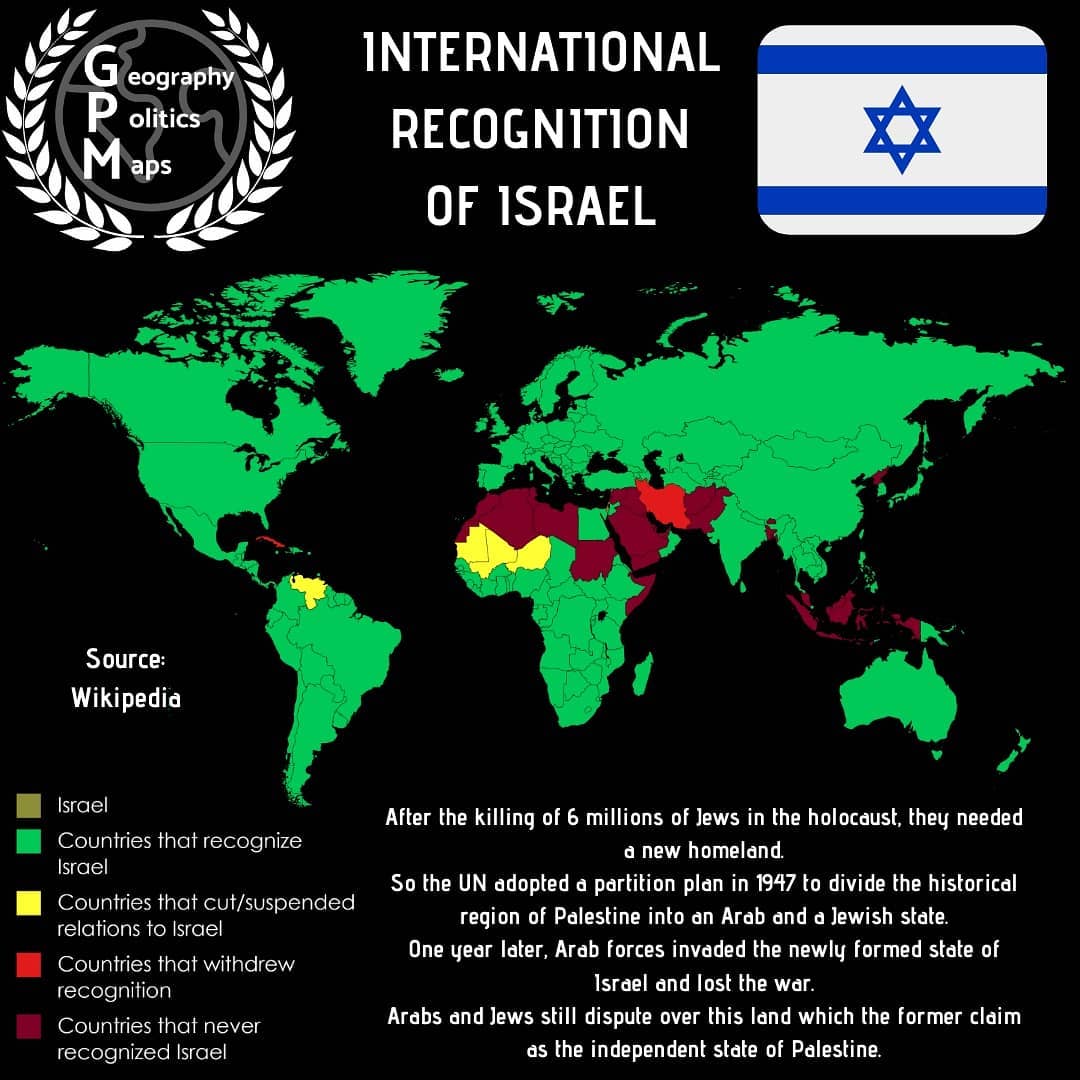 Geography
Politics
Maps
INTERNATIONAL
RECOGNITION
OF ISRAEL
Source:
Wikipedia
Israel
Countries that recognize
Israel
Countries that cut/suspended
relations to Israel
Countries that withdrew
recognition
Countries that never
recognized Israel
After the killing of 6 millions of Jews in the holocaust, they needed
a new homeland.
So the UN adopted a partition plan in 1947 to divide the historical
region of Palestine into an Arab and a Jewish state.
One year later, Arab forces invaded the newly formed state of
Israel and lost the war.
Arabs and Jews still dispute over this land which the former claim
as the independent state of Palestine.